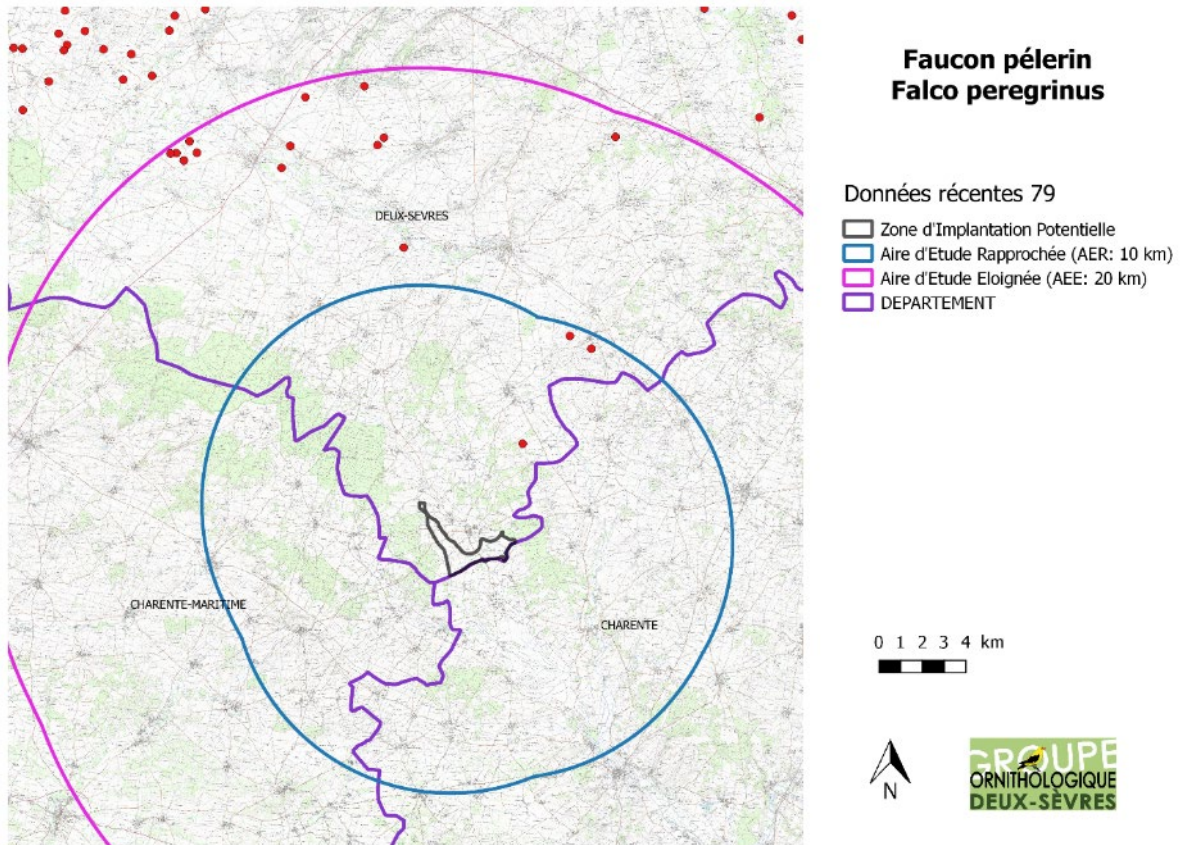 Faucon pélerin
Falco peregrinus
Données récentes 79
Zone d'Implantation Potentielle
Aire d'Etude Rapprochée (AER: 10 km)
Aire d'Etude Eloignée (AEE: 20 km)
DEPARTEMENT
DEUX-SEVRES
CHARENTE-MARITIME
CHARENTE
0 1 2 3 4 km
N
GROUPE
ORNITHOLOGIQUE
DEUX-SÈVRES